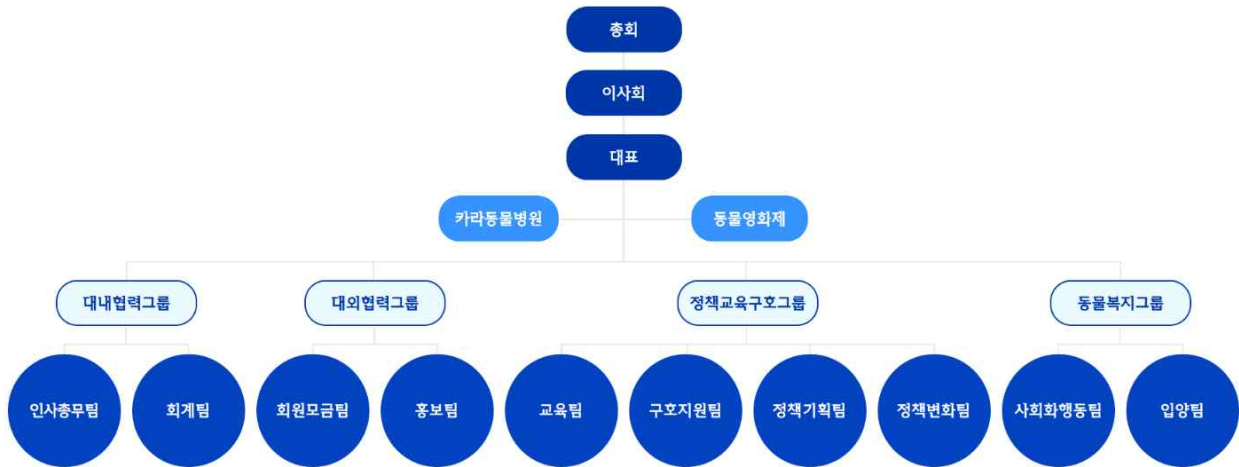 총회
이사회
대표
카라동물병원
동물영화제
대내협력그룹
대외협력그룹
정책교육구호그룹
동물복지그룹
인사총무팀
회계팀
회원모금팀
홍보팀
교육팀
구호지원팀
정책기획팀
정책변화팀
사회화행동팀
입양팀